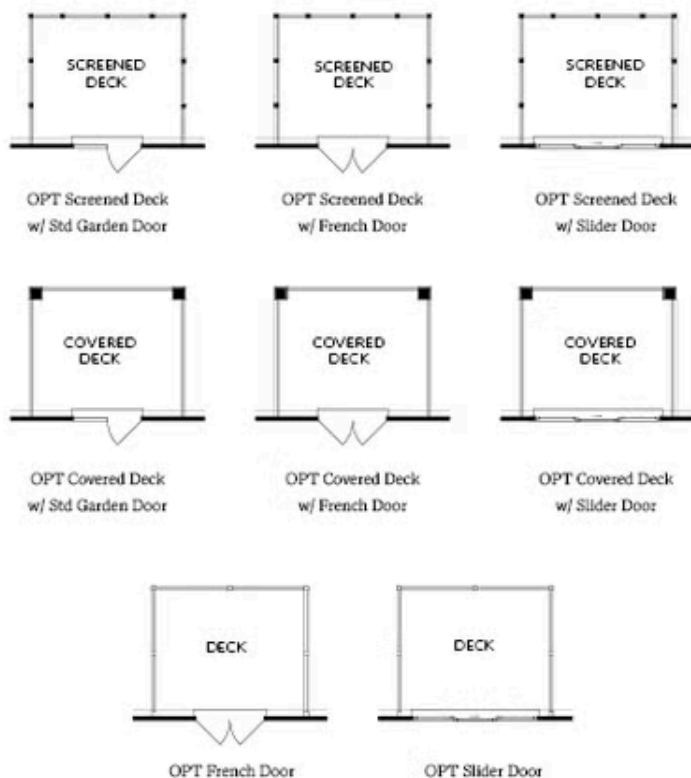 SCREENED
DECK
SCREENED
DECK
SCREENED
DECK
OPT Screened Deck
w/ Std Garden Door
OPT Screened Deck
w/ French Door
OPT Screened Deck
w/ Slider Door
COVERED
DECK
COVERED
DECK
COVERED
DECK
OPT Covered Deck
w/ Std Garden Door
OPT Covered Deck
w/ French Door
OPT Covered Deck
w/ Slider Door
DECK
DECK
OPT French Door
OPT Slider Door